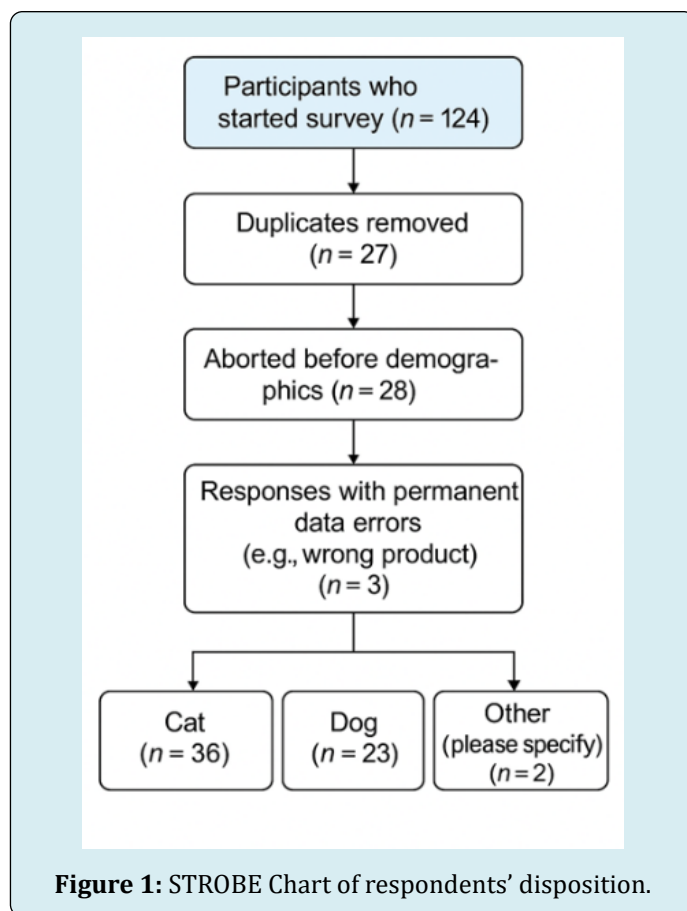 Participants who
started survey (n = 124)
Duplicates removed
(n = 27)
Aborted before demogra-
phics (n = 28)
Responses with permanent
data errors
(e.g., wrong product)
(n = 3)
Cat
(n = 36)
Dog
(n = 23)
Other
(please specify)
(n = 2)
Figure 1: STROBE Chart of respondents’ disposition.